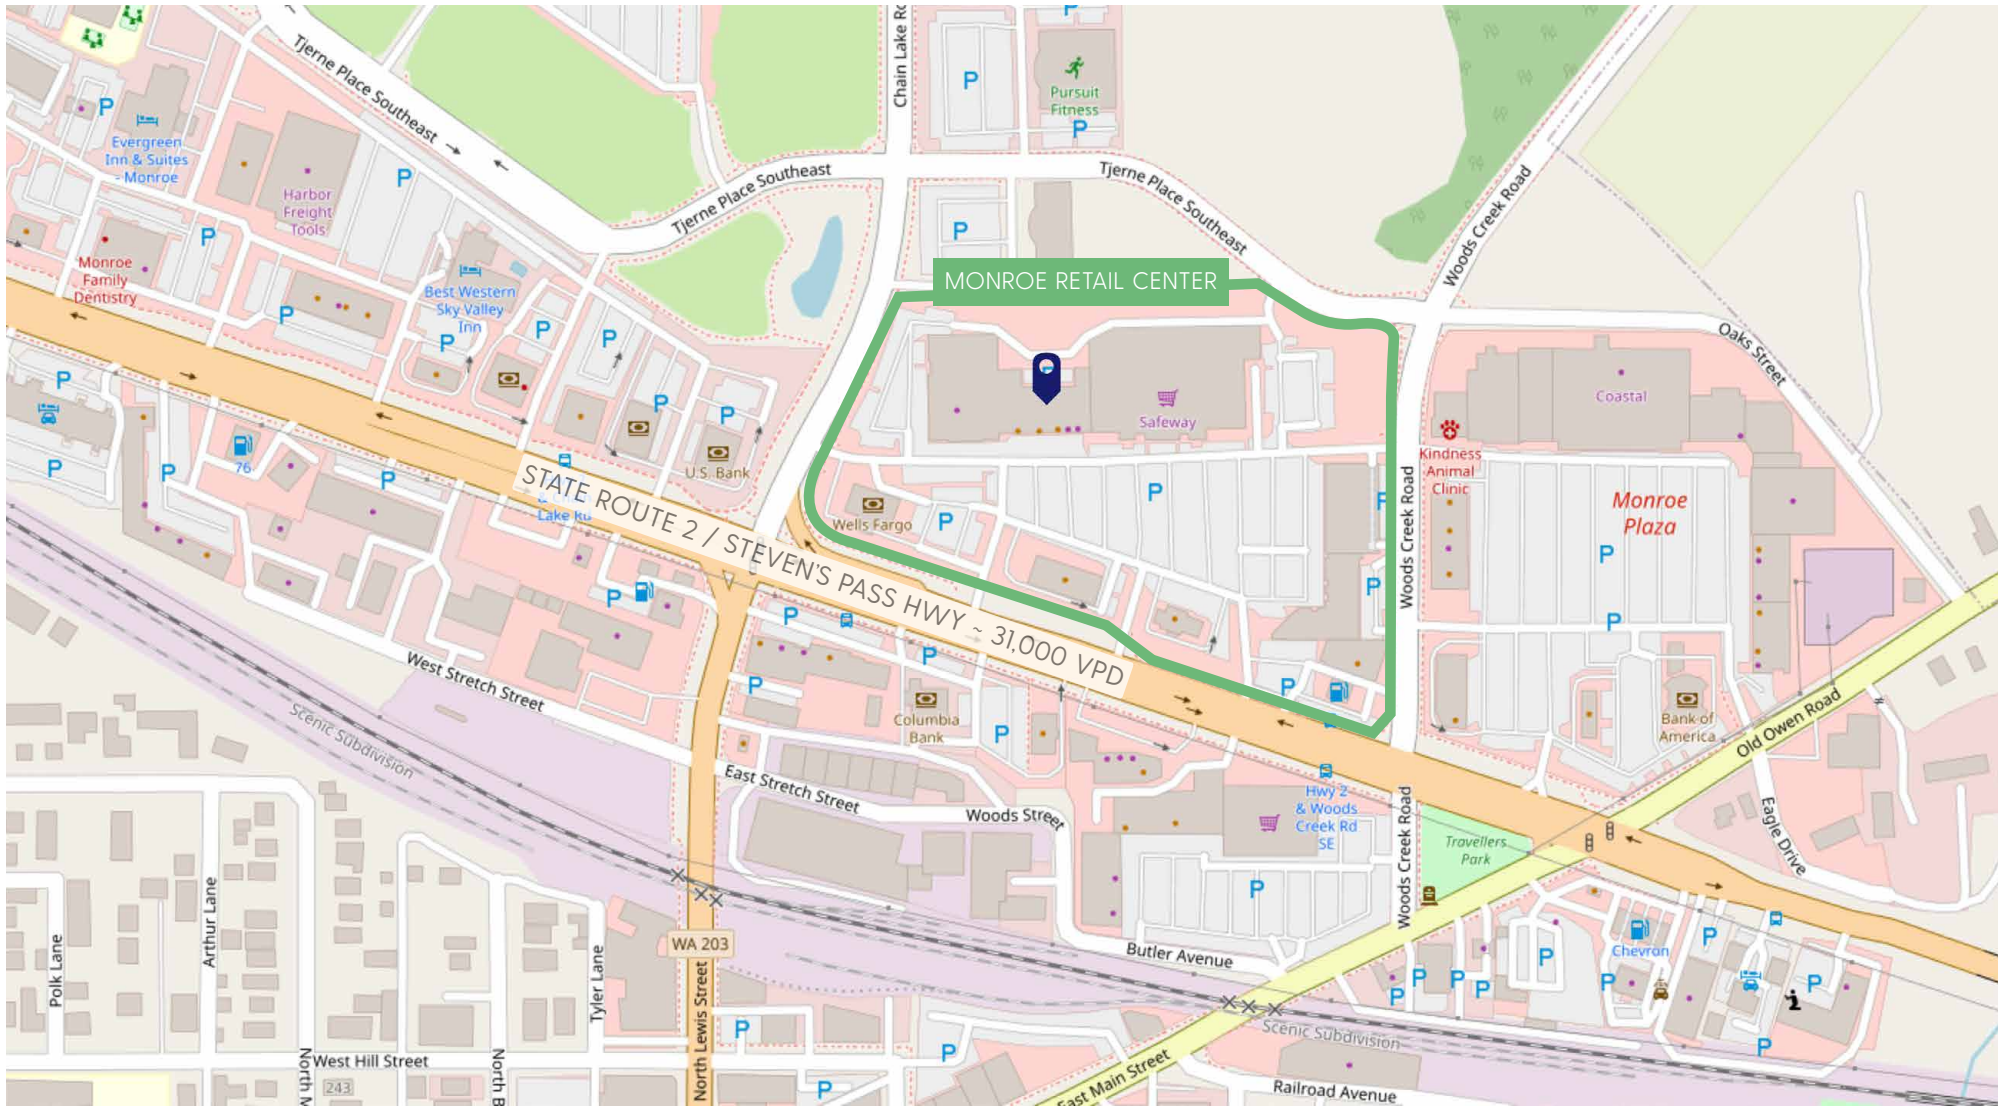 Chain Lake Rd
P
Tjerne Place Southeast
P
Pursuit
Fitness
P
P
Evergreen
Inn & Suites
- Monroe
P
Harbor
Freight
Tools
P
Tjerne Place Southeast
Tjerne Place Southeast
Woods Creek Road
P
P
Monroe
Family
Dentistry
Best Western
Sky Valley
Inn
MONROE RETAIL CENTER
P
P
P
P
Oaks Street
P
Coastal
Safeway
P
P
Kindness
Animal
Clinic
76
P
P
P
U.S. Bank
STATE ROUTE 2 / STEVEN'S PASS HWY ~ 31,000 VPD
Lake Rd
Wells Fargo
P
P
P
Woods Creek Road
Monroe
Plaza
P
P
P
P
P
P
West Stretch Street
P
P
Columbia
Bank
P
Bank of
America
Old Owen Road
Scenic Subdivision
East Stretch Street
Woods Street
Hwy 2
& Woods
Creek Rd
SE
Woods Creek Road
Travellers
Park
Eagle Drive
P
Polk Lane
Arthur Lane
Tyler Lane
WA 203
Butler Avenue
Chevron
P
P
P
P
P
P
P
P
North Lewis Street
P
P
Scenic Subdivision
P
West Hill Street
243
North M
North B
P
East Main Street
Railroad Avenue